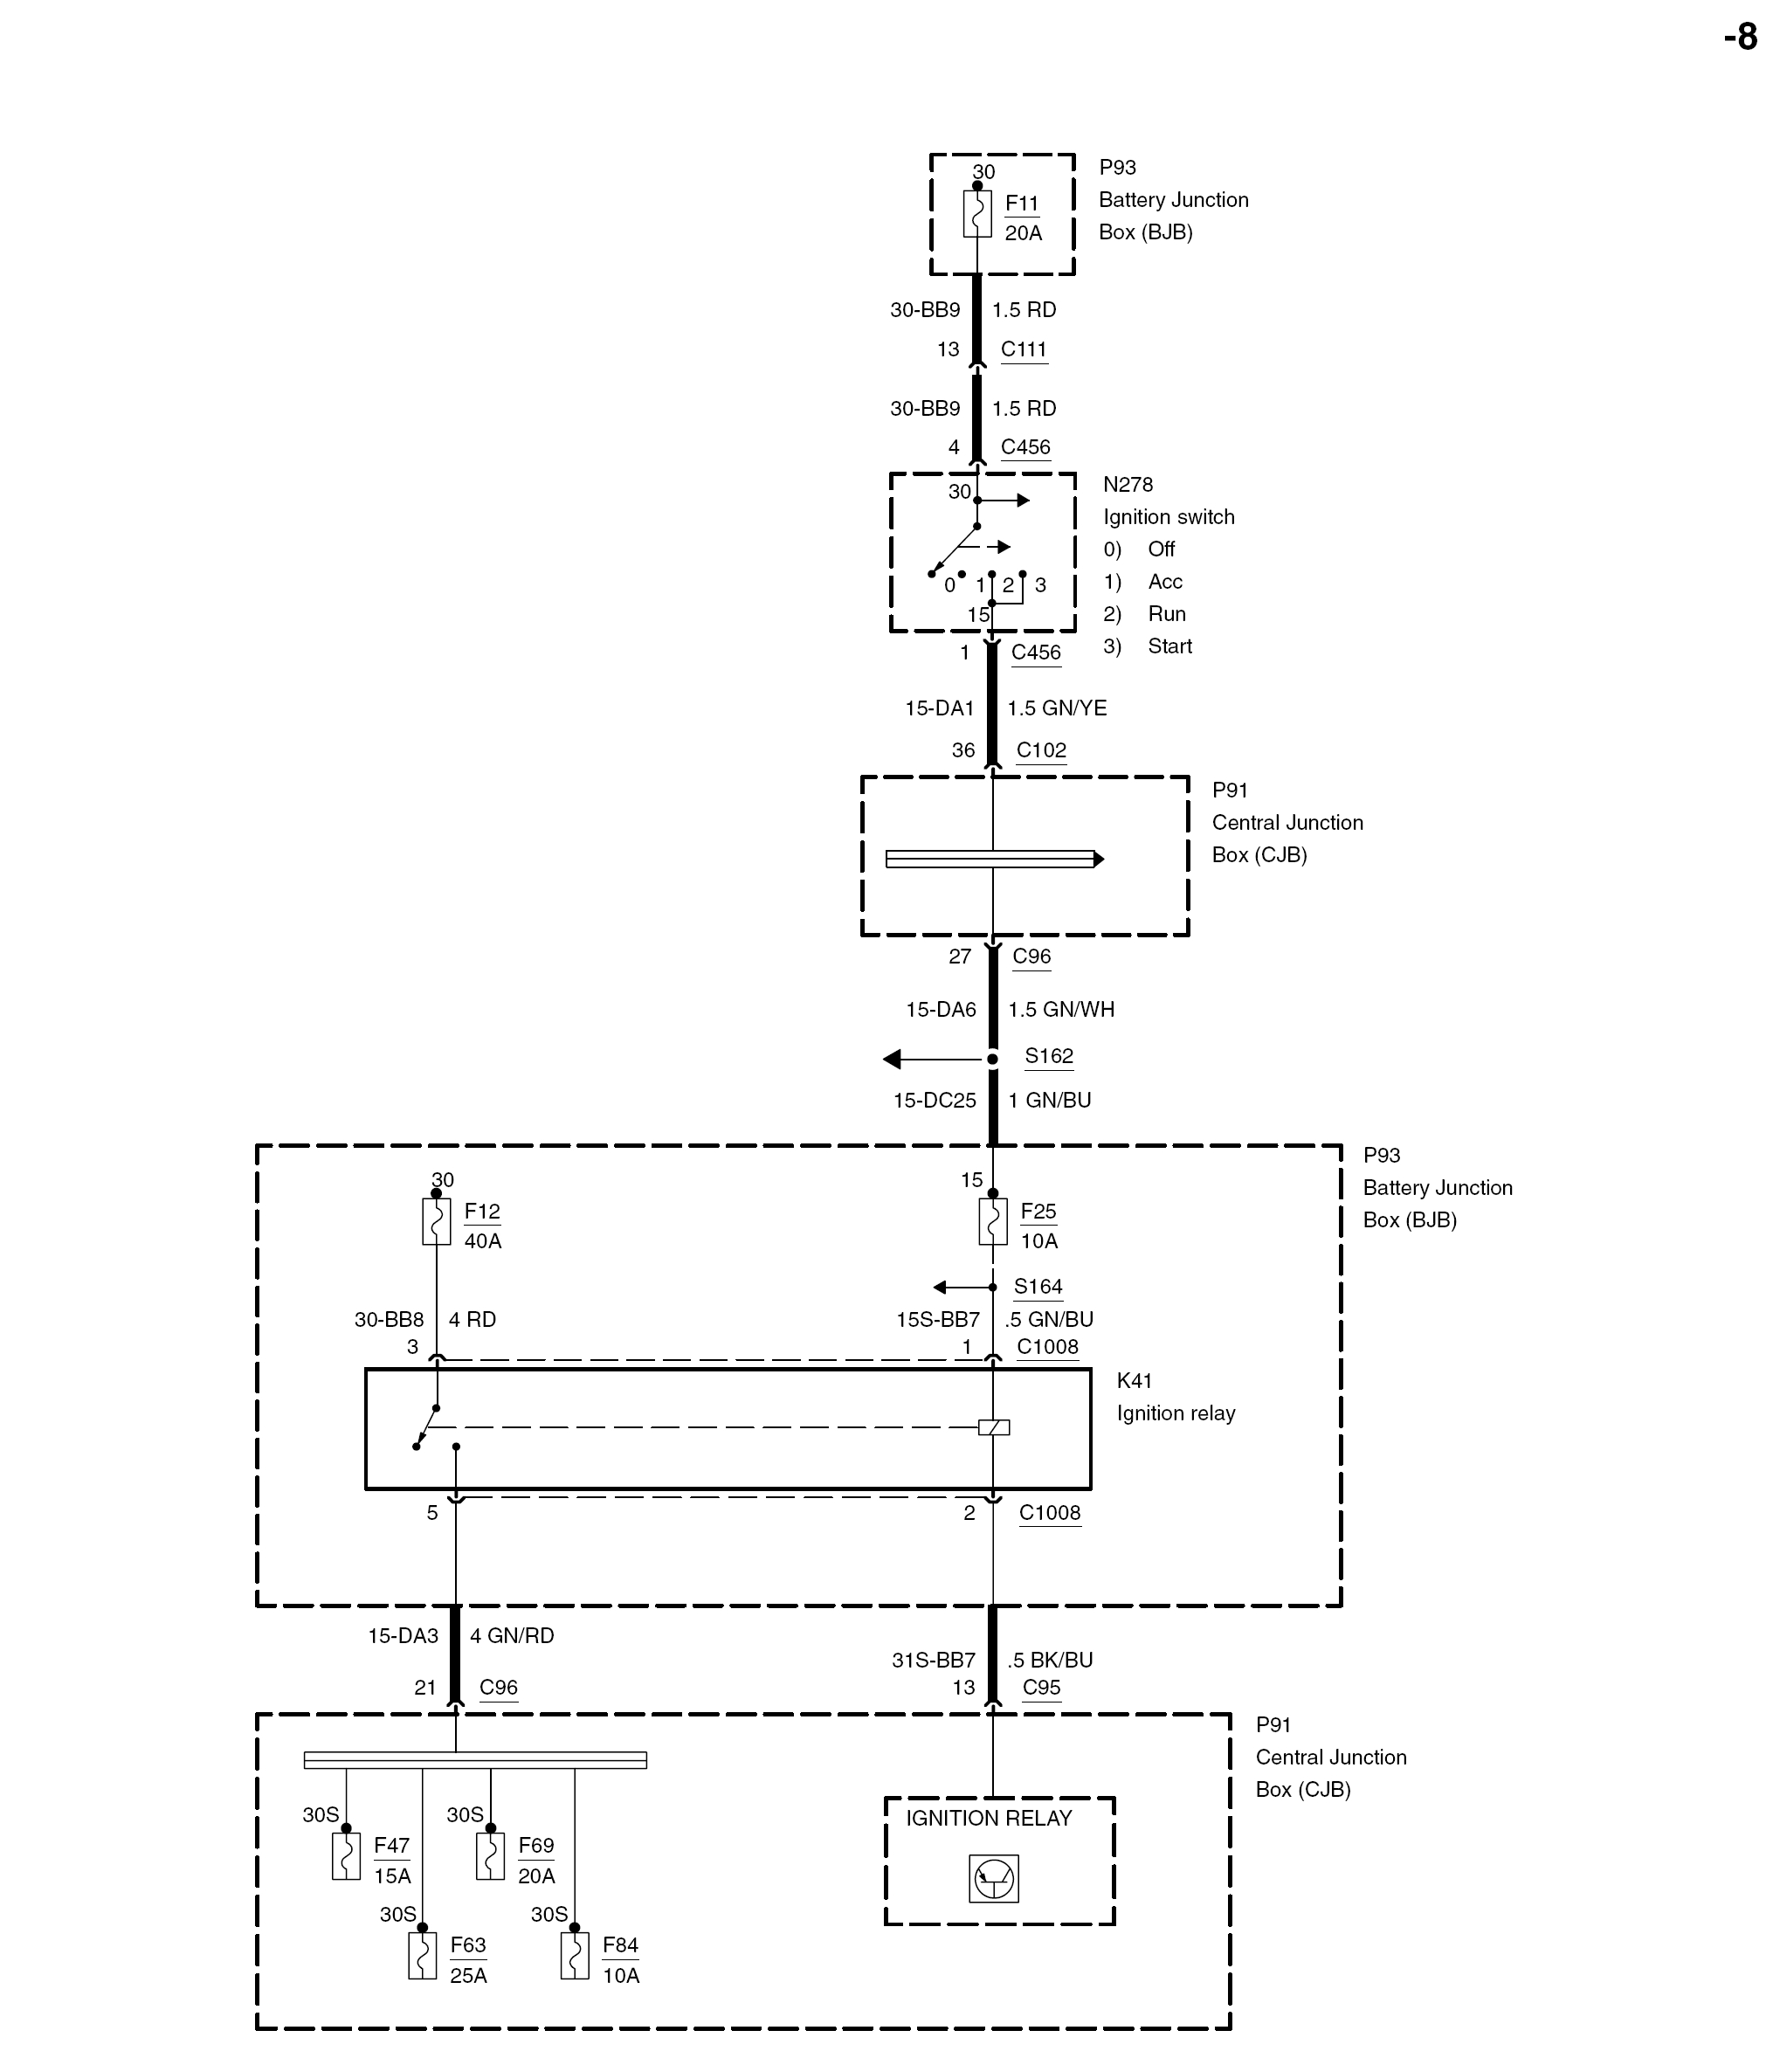 -8
30
F11
20A
P93
Battery Junction
Box (BJB)
30-BB9 1.5 RD
13 C111
30-BB9 1.5 RD
4 C456
30
0 1 2 3
15
N278
Ignition switch
0) Off
1) Acc
2) Run
3) Start
1 C456
15-DA1 1.5 GN/YE
36 C102
P91
Central Junction
Box (CJB)
27 C96
15-DA6 1.5 GN/WH
S162
15-DC25 1 GN/BU
P93
Battery Junction
Box (BJB)
30
F12
40A
15
F25
10A
S164
30-BB8 4 RD
15S-BB7 .5 GN/BU
3
1 C1008
K41
Ignition relay
5
2 C1008
15-DA3 4 GN/RD
31S-BB7 .5 BK/BU
21 C96
13 C95
P91
Central Junction
Box (CJB)
30S
F47
15A
30S
F69
20A
30S
F63
25A
30S
F84
10A
IGNITION RELAY